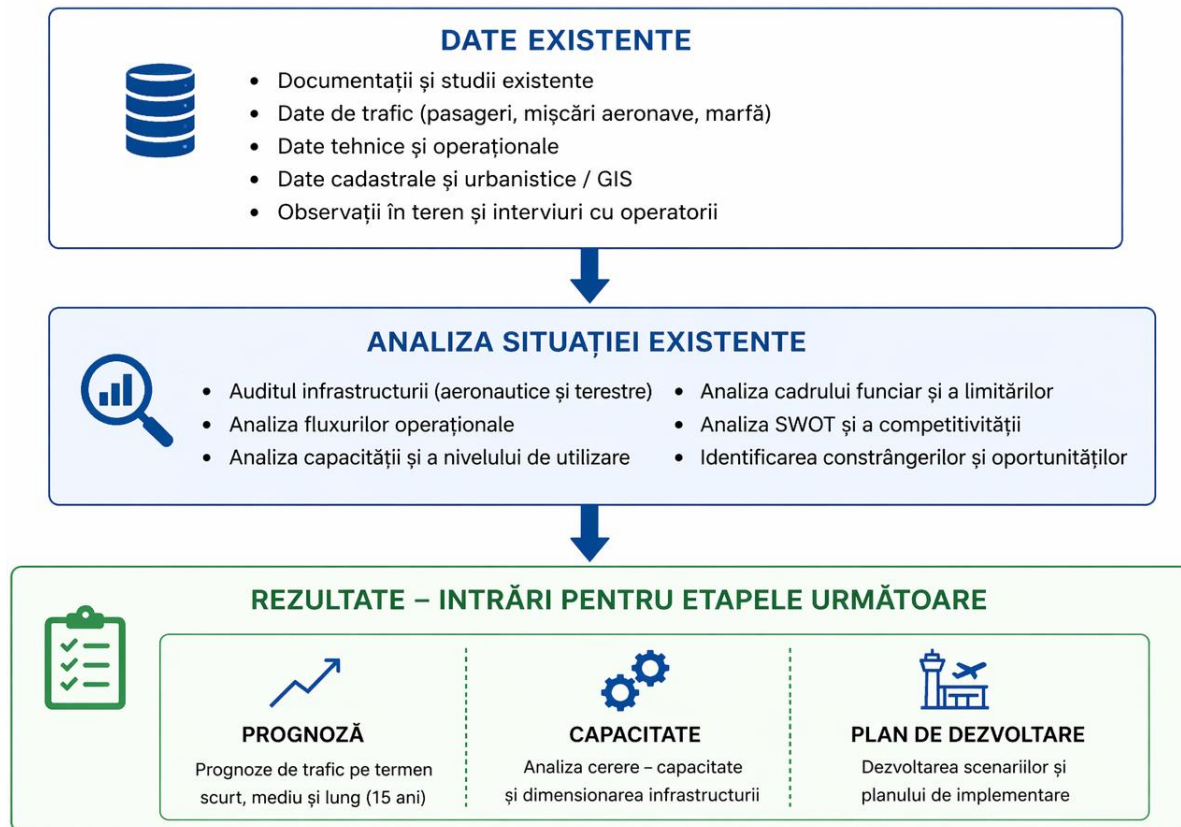 DATE EXISTENTE
• Documentații și studii existente
• Date de trafic (pasageri, mișcări aeronave, marfă)
• Date tehnice și operaționale
• Date cadastrale și urbanistice / GIS
• Observații în teren și interviuri cu operatorii
ANALIZA SITUAȚIEI EXISTENTE
• Auditul infrastructurii (aeronautice și terestre)
• Analiza fluxurilor operaționale
• Analiza capacității și a nivelului de utilizare
• Analiza cadrului funciar și a limitărilor
• Analiza SWOT și a competitivității
• Identificarea constrângerilor și oportunităților
REZULTATE – INTRĂRI PENTRU ETAPELE URMĂTOARE
PROGNOZĂ
Prognoze de trafic pe termen
scurt, mediu și lung (15 ani)
CAPACITATE
Analiza cerere – capacitate
și dimensionarea infrastructurii
PLAN DE DEZVOLTARE
Dezvoltarea scenariilor și
planului de implementare